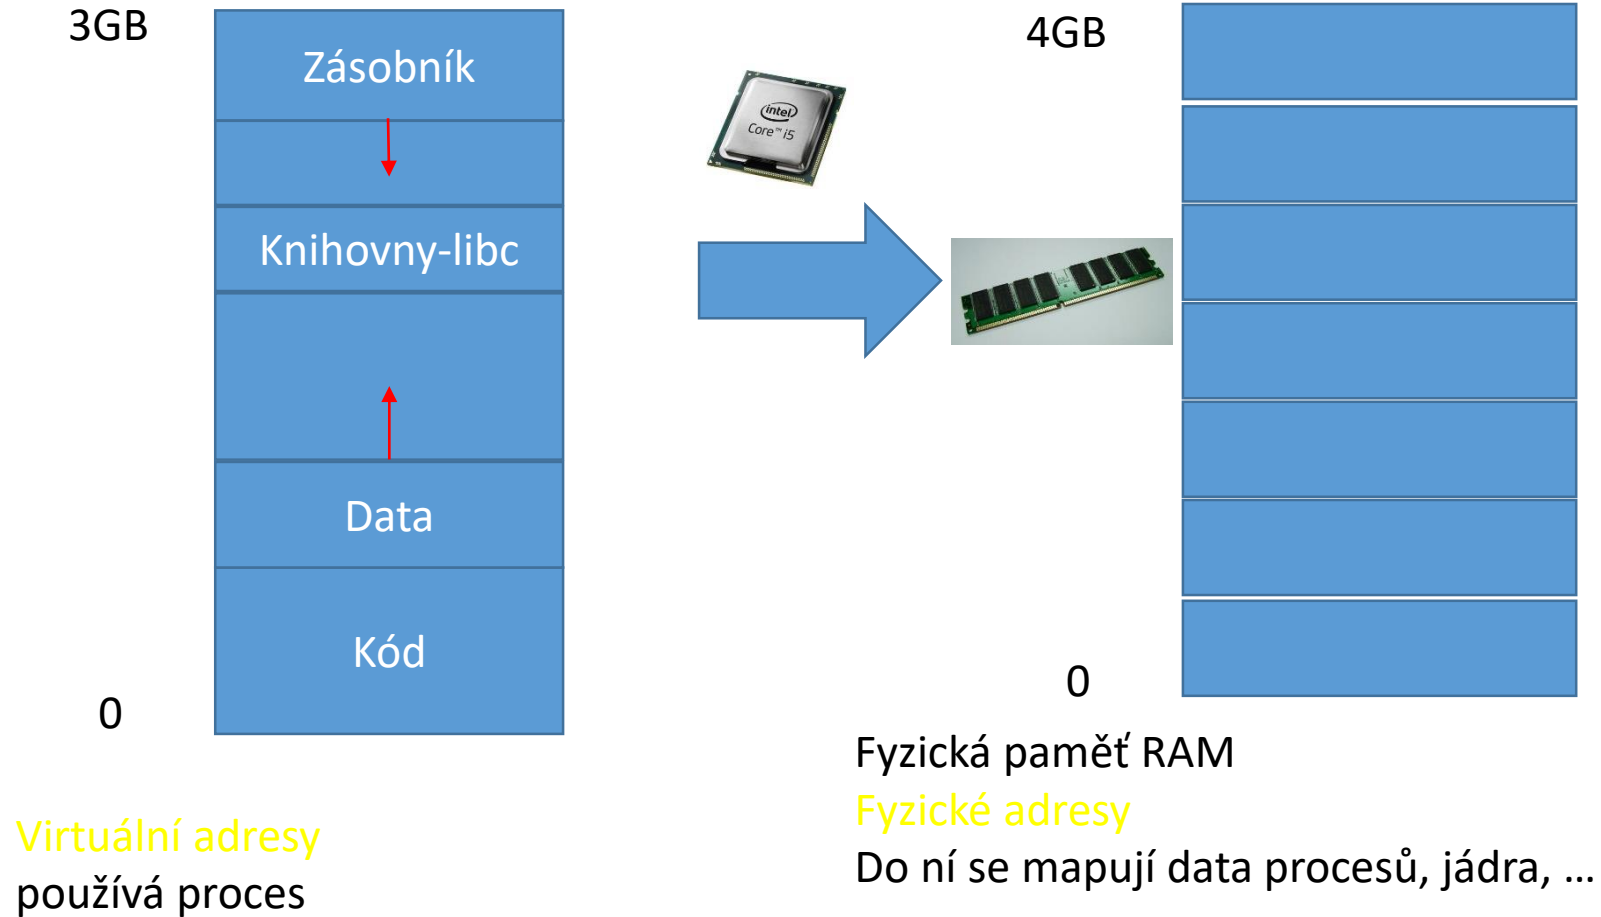 3GB
Zásobník
Knihovny-libc
Data
Kód
0
Virtuální adresy
používá proces
intel
Core™ i5
4GB
0
Fyzická paměť RAM
Fyzické adresy
Do ní se mapují data procesů, jádra, …